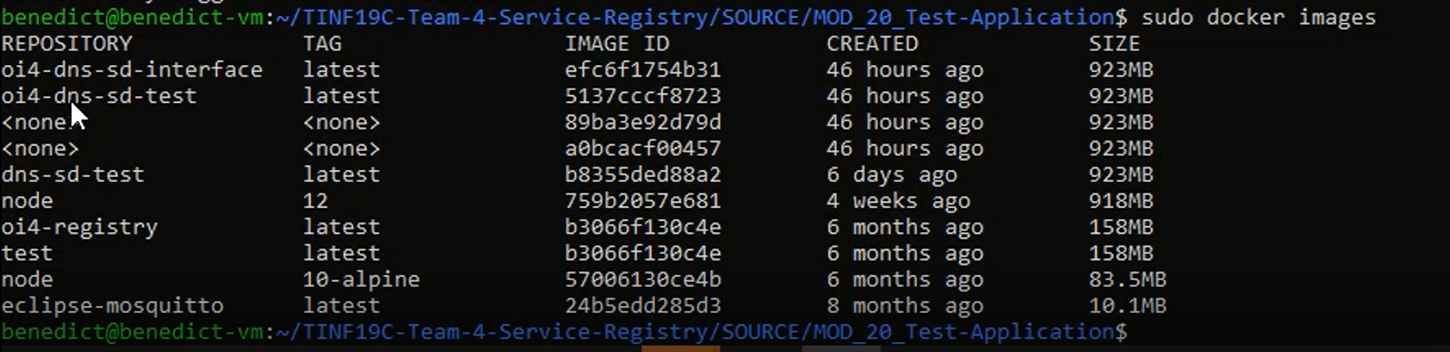 benedict@benedict-vm:~/TINF19C-Team-4-Service-Registry/SOURCE/MOD_20_Test-Application$ sudo docker images
REPOSITORY TAG IMAGE ID CREATED SIZE
oi4-dns-sd-interface latest efc6f1754b31 46 hours ago 923MB
oi4-dns-sd-test latest 5137cccf8723 46 hours ago 923MB
<none> <none> 89ba3e92d79d 46 hours ago 923MB
<none> <none> a0bcacf00457 46 hours ago 923MB
dns-sd-test latest b8355ded88a2 6 days ago 923MB
node 12 759b2057e681 4 weeks ago 918MB
oi4-registry latest b3066f130c4e 6 months ago 158MB
test latest b3066f130c4e 6 months ago 158MB
node 10-alpine 57006130ce4b 6 months ago 83.5MB
eclipse-mosquitto latest 24b5edd285d3 8 months ago 10.1MB
benedict@benedict-vm:~/TINF19C-Team-4-Service-Registry/SOURCE/MOD_20_Test-Application$